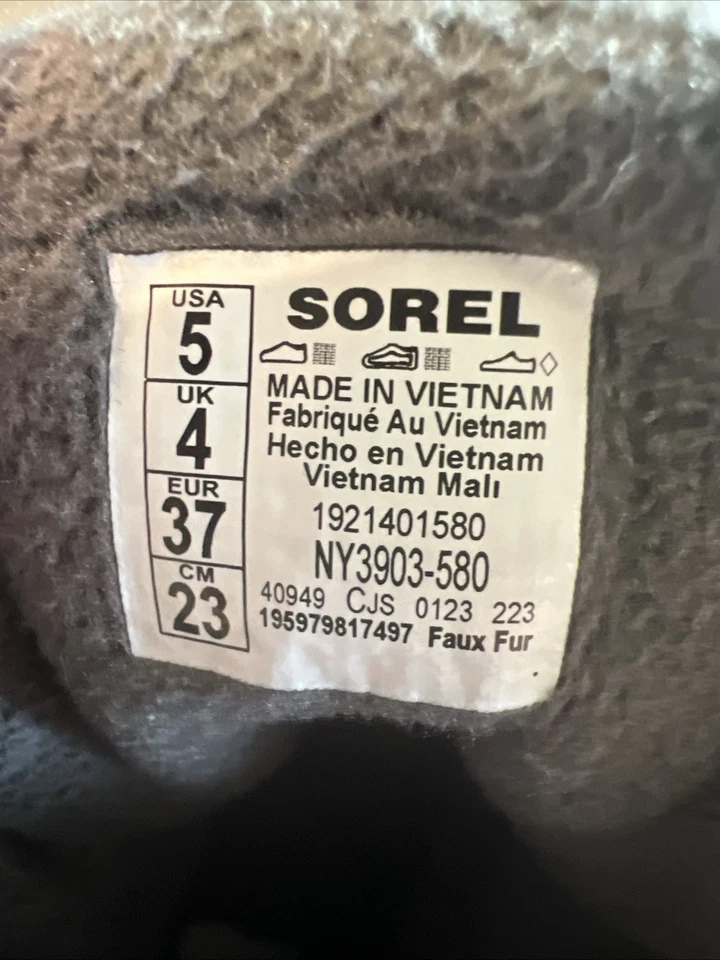 USA
5
UK
4
EUR
37
CM
23
SOREL
MADE IN VIETNAM
Fabriqué Au Vietnam
Hecho en Vietnam
Vietnam Malı
1921401580
NY3903-580
40949 CJS 0123 223
195979817497 Faux Fur